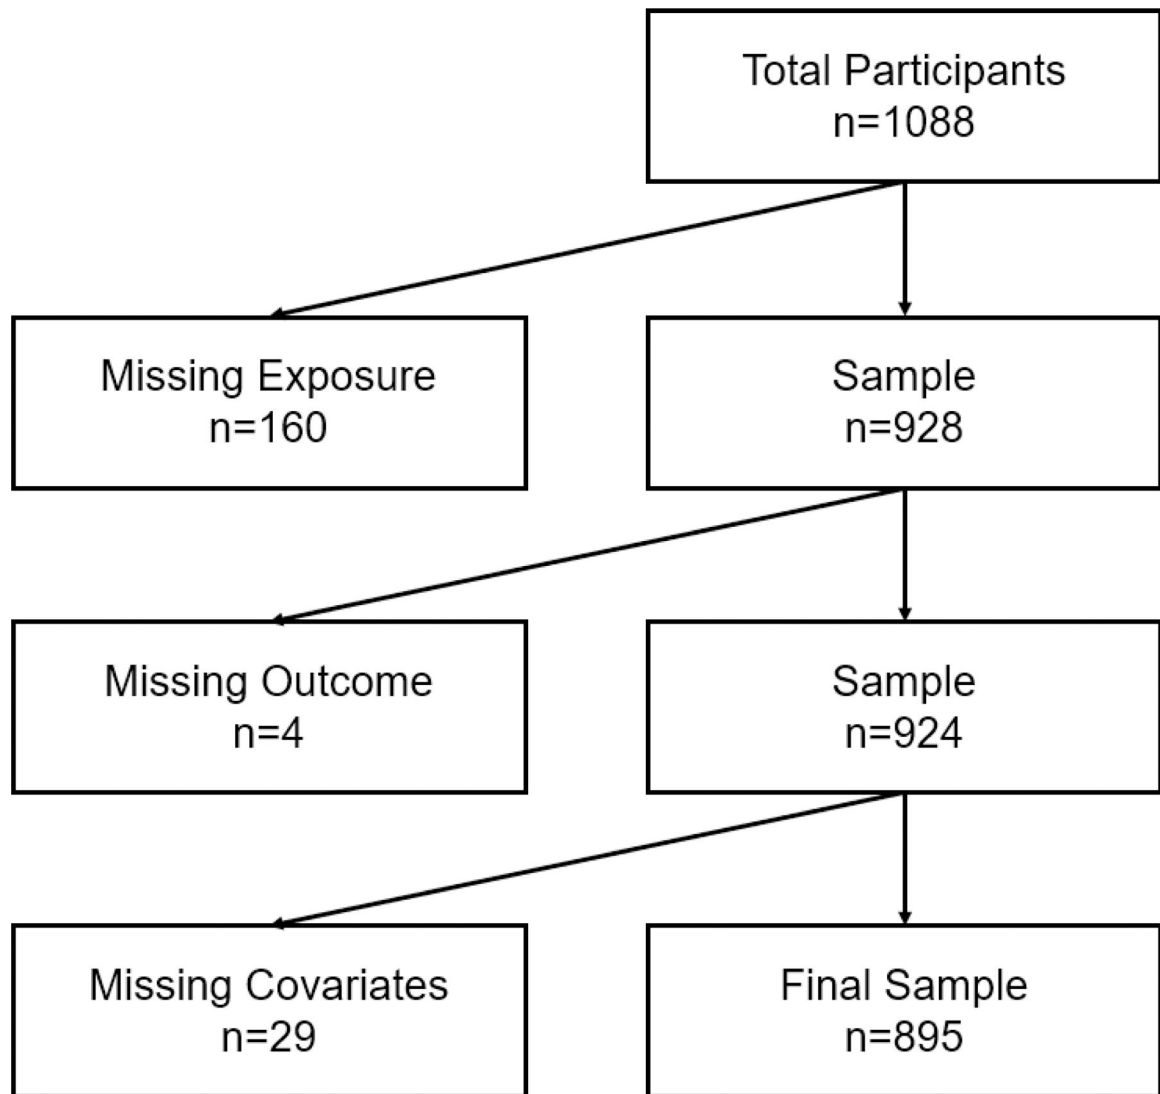 Total Participants
n=1088
Missing Exposure
n=160
Sample
n=928
Missing Outcome
n=4
Sample
n=924
Missing Covariates
n=29
Final Sample
n=895